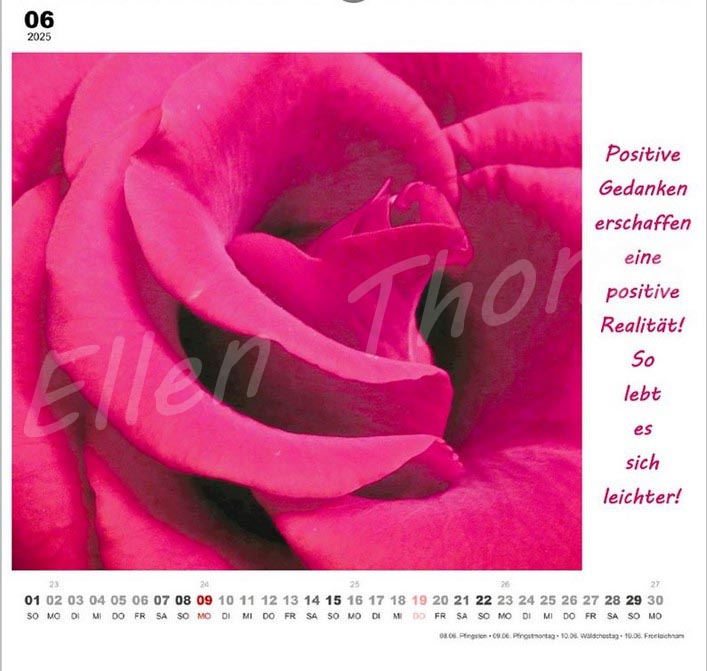 06
2025
Ellen Thon
Positive
Gedanken
erschaffen
eine
positive
Realität!
So
lebt
es
sich
leichter!
23 24 25 26 27
01 02 03 04 05 06 07 08 09 10 11 12 13 14 15 16 17 18 19 20 21 22 23 24 25 26 27 28 29 30
SO MO DI MI DO FR SA SO MO DI MI DO FR SA SO MO DI MI DO FR SA SO MO DI MI DO FR SA SO MO
08.06. Pfingsten • 09.06. Pfingstmontag • 10.06. Wäldchestag • 19.06. Fronleichnam